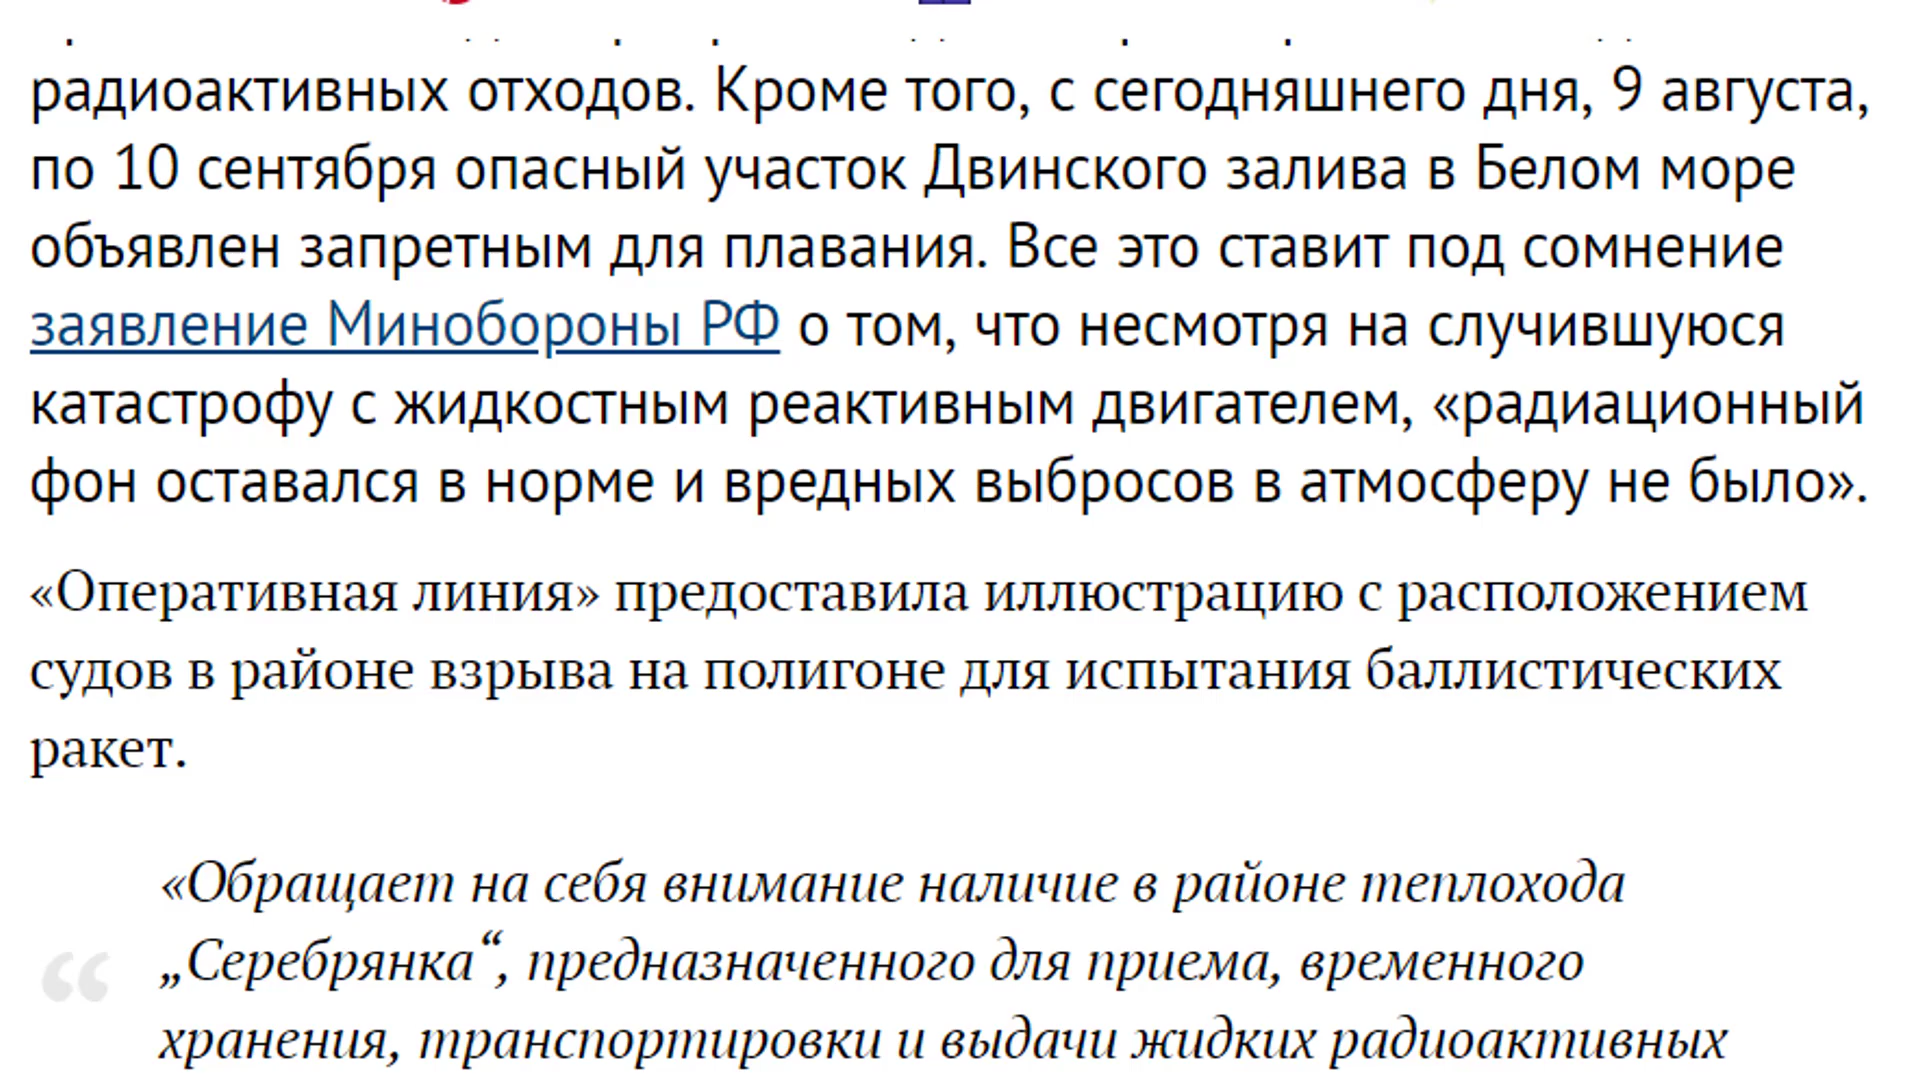 радиоактивных отходов. Кроме того, с сегодняшнего дня, 9 августа,
по 10 сентября опасный участок Двинского залива в Белом море
объявлен запретным для плавания. Все это ставит под сомнение
заявление Минобороны РФ о том, что несмотря на случившуюся
катастрофу с жидкостным реактивным двигателем, «радиационный
фон оставался в норме и вредных выбросов в атмосферу не было».
«Оперативная линия» предоставила иллюстрацию с расположением
судов в районе взрыва на полигоне для испытания баллистических
ракет.
«Обращает на себя внимание наличие в районе теплохода
„Серебрянка“, предназначенного для приема, временного
хранения, транспортировки и выдачи жидких радиоактивных